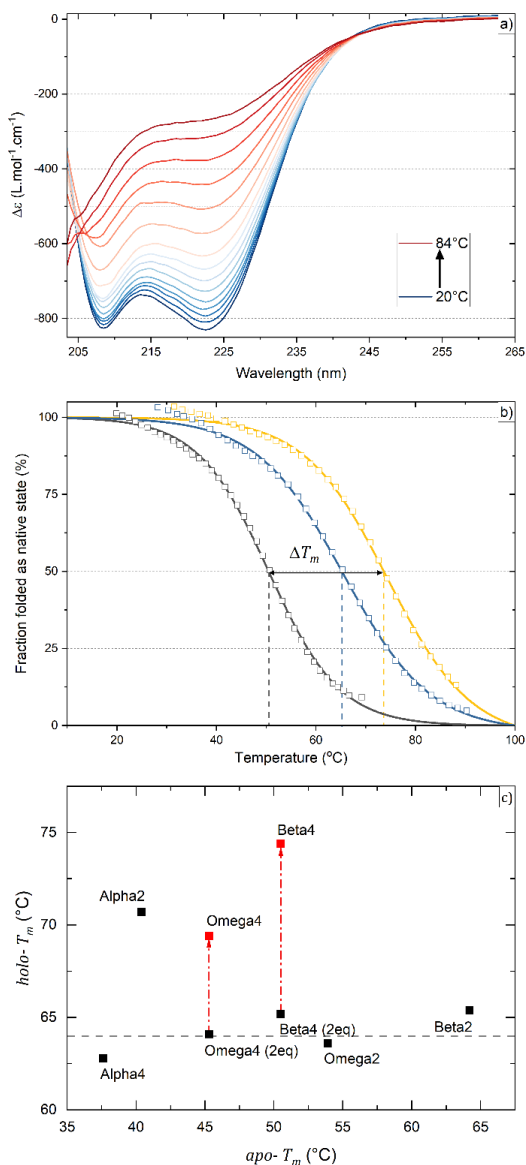 a)
0
-200
-400
-600
-800
Δε (L.mol⁻¹.cm⁻¹)
84°C
20°C
205 215 225 235 245 255 265
Wavelength (nm)
b)
100
75
50
25
0
Fraction folded as native state (%)
ΔTₘ
20 40 60 80 100
Temperature (°C)
c)
75
70
65
60
holo- Tₘ (°C)
Beta4
Alpha2
Omega4
Beta4 (2eq)
Beta2
Omega4 (2eq)
Omega2
Alpha4
35 40 45 50 55 60 65
apo- Tₘ (°C)